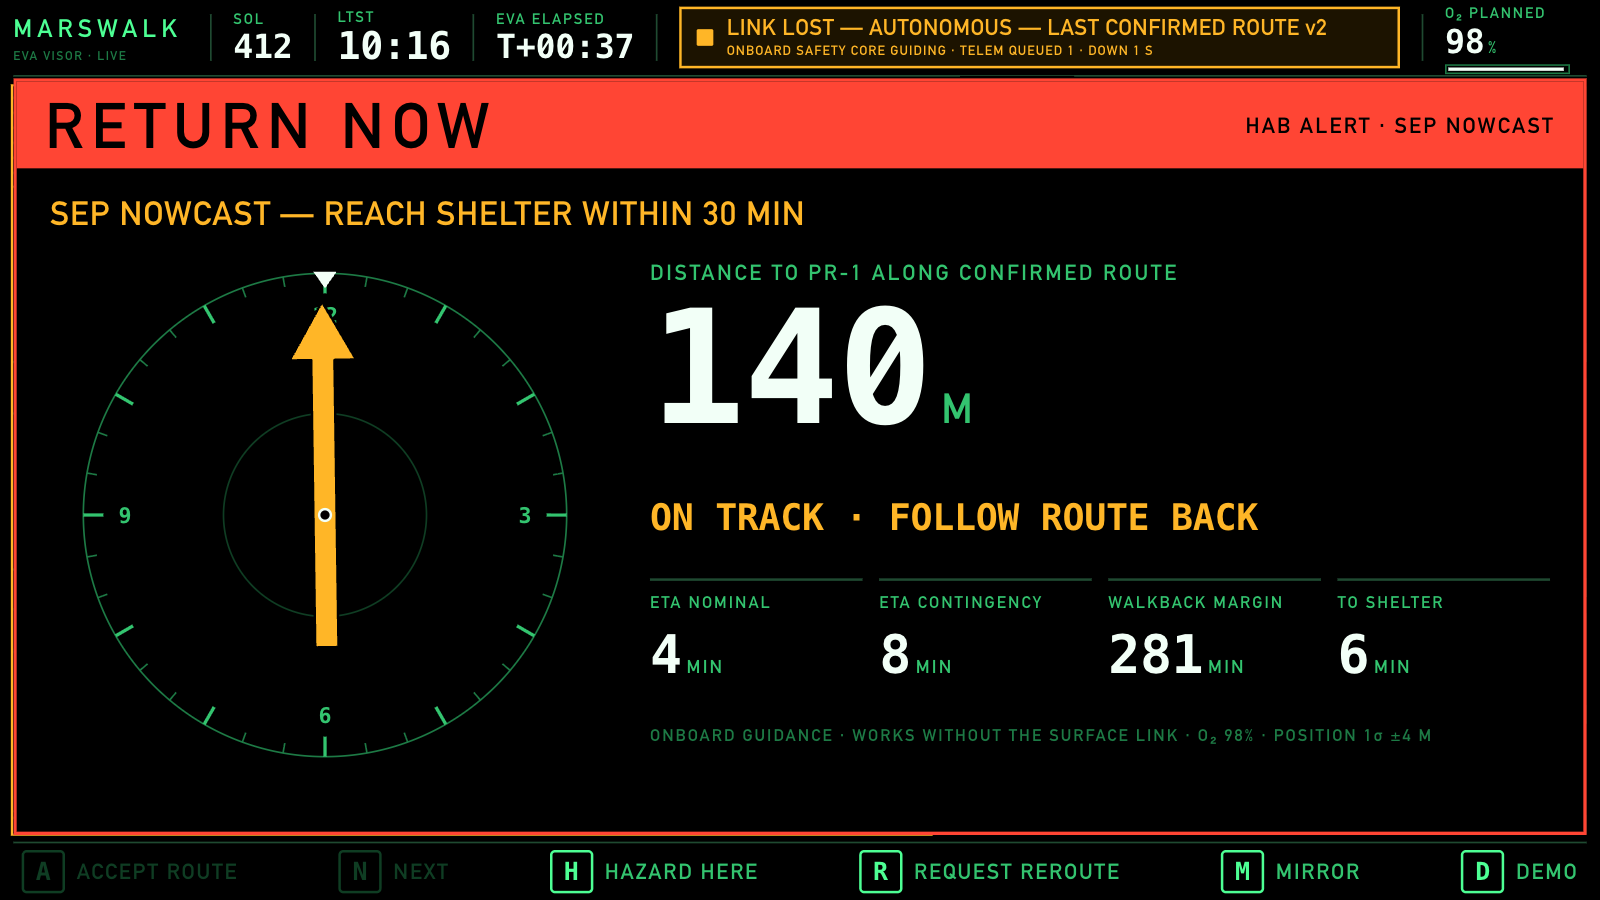 MARSWALK
EVA VISOR · LIVE
SOL
412
LTST
10:16
EVA ELAPSED
T+00:37
LINK LOST — AUTONOMOUS — LAST CONFIRMED ROUTE v2
ONBOARD SAFETY CORE GUIDING · TELEM QUEUED 1 · DOWN 1 S
O₂ PLANNED
98%
RETURN NOW
HAB ALERT · SEP NOWCAST
SEP NOWCAST — REACH SHELTER WITHIN 30 MIN
9
3
6
DISTANCE TO PR-1 ALONG CONFIRMED ROUTE
140 M
ON TRACK · FOLLOW ROUTE BACK
ETA NOMINAL
4 MIN
ETA CONTINGENCY
8 MIN
WALKBACK MARGIN
281 MIN
TO SHELTER
6 MIN
ONBOARD GUIDANCE · WORKS WITHOUT THE SURFACE LINK · O₂ 98% · POSITION 1σ ±4 M
A ACCEPT ROUTE
N NEXT
H HAZARD HERE
R REQUEST REROUTE
M MIRROR
D DEMO